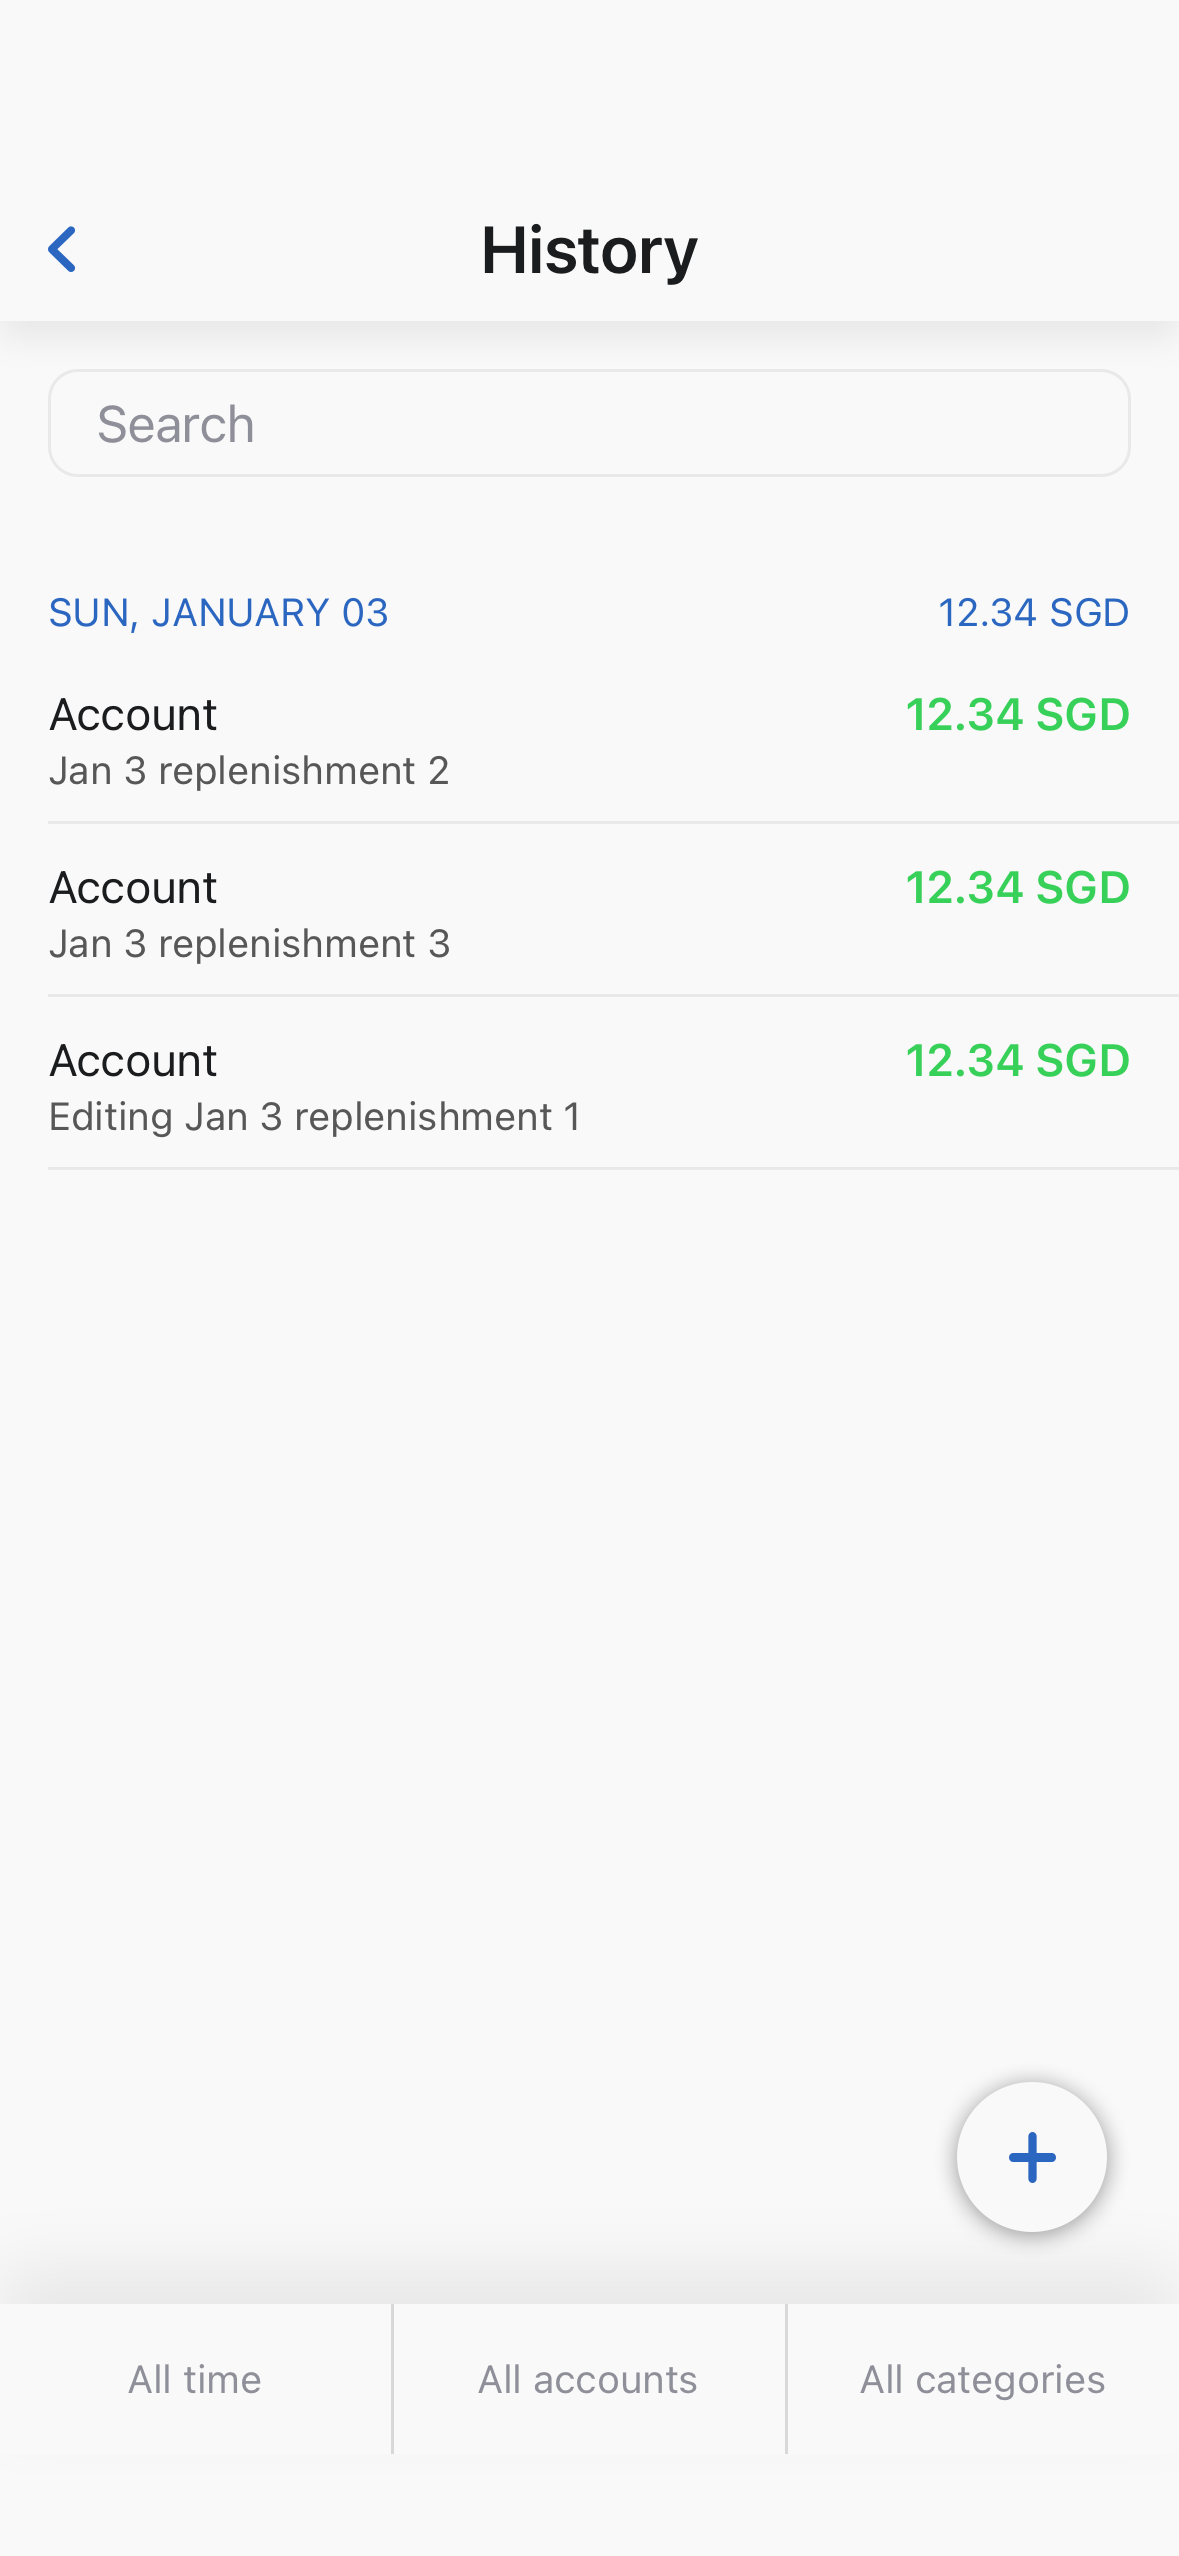 History
Search
SUN, JANUARY 03 12.34 SGD
Account 12.34 SGD
Jan 3 replenishment 2
Account 12.34 SGD
Jan 3 replenishment 3
Account 12.34 SGD
Editing Jan 3 replenishment 1
All time All accounts All categories